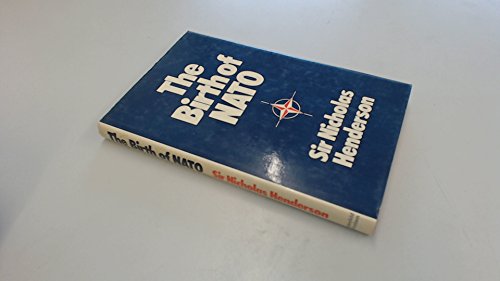 The
Birth of
NATO
Sir Nicholas
Henderson
The Birth of NATO Sir Nicholas Henderson